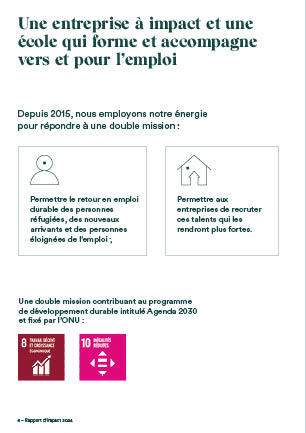 Une entreprise à impact et une
école qui forme et accompagne
vers et pour l'emploi
Depuis 2015, nous employons notre énergie
pour répondre à une double mission :
Permettre le retour en emploi
durable des personnes
réfugiées, des nouveaux
arrivants et des personnes
éloignées de l'emploi ;
Permettre aux
entreprises de recruter
ces talents qui les
rendront plus fortes.
Une double mission contribuant au programme
de développement durable intitulé Agenda 2030
et fixé par l'ONU :
8 TRAVAIL DÉCENT
ET CROISSANCE
ÉCONOMIQUE
10 INÉGALITÉS
RÉDUITES
– Rapport d'impact 2024